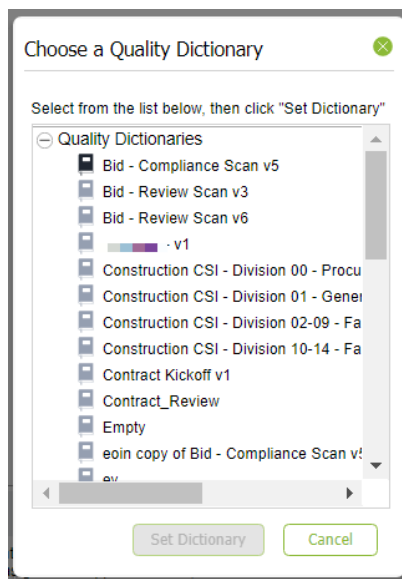 Choose a Quality Dictionary
Select from the list below, then click "Set Dictionary"
Quality Dictionaries
Bid - Compliance Scan v5
Bid - Review Scan v3
Bid - Review Scan v6
- v1
Construction CSI - Division 00 - Procu
Construction CSI - Division 01 - Gener
Construction CSI - Division 02-09 - Fa
Construction CSI - Division 10-14 - Fa
Contract Kickoff v1
Contract_Review
Empty
eoin copy of Bid - Compliance Scan v5
ev
Set Dictionary
Cancel